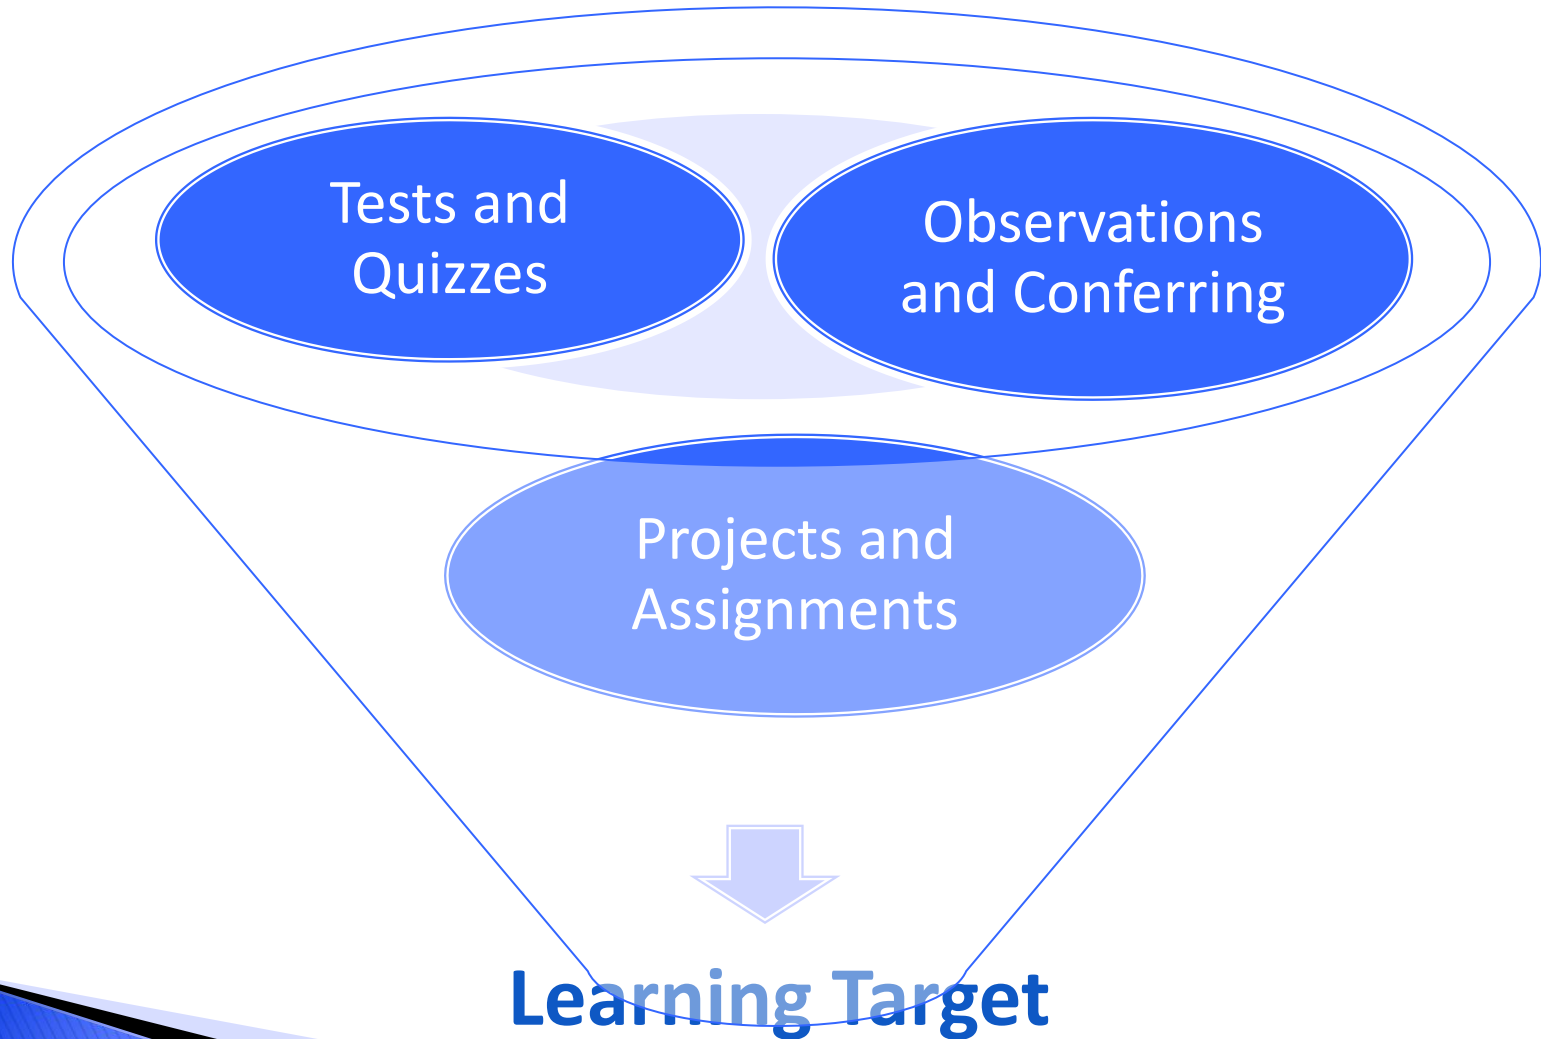 Tests and
Quizzes
Observations
and Conferring
Projects and
Assignments
Learning Target